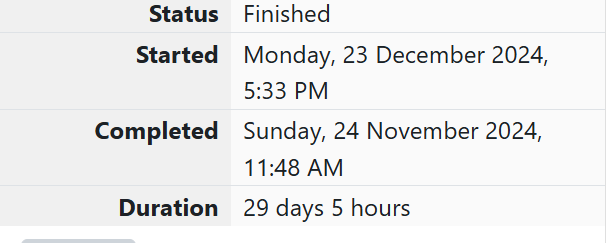 Status Finished
Started Monday, 23 December 2024,
5:33 PM
Completed Sunday, 24 November 2024,
11:48 AM
Duration 29 days 5 hours